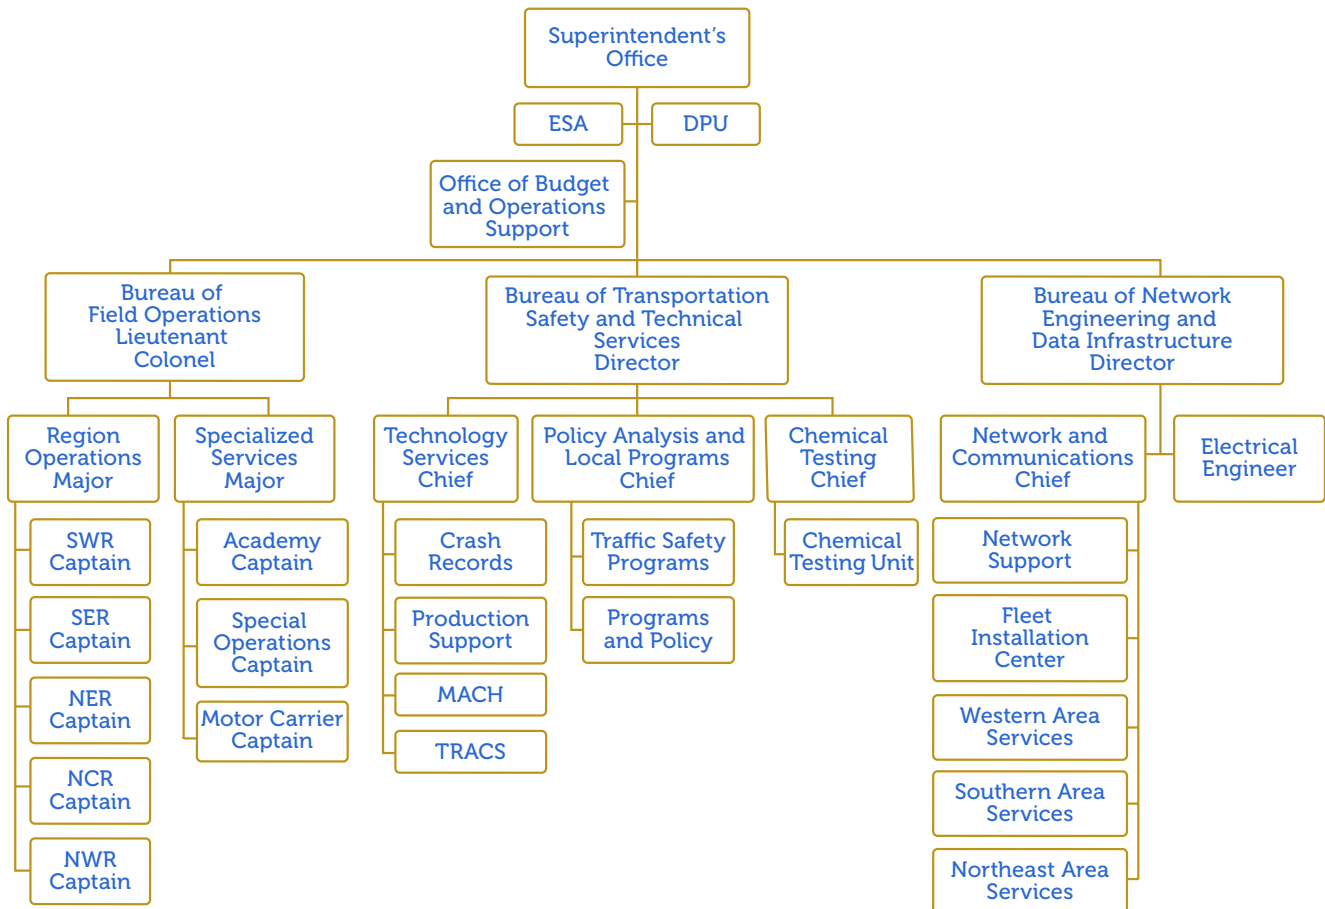 Superintendent's
Office
ESA
DPU
Office of Budget
and Operations
Support
Bureau of
Field Operations
Lieutenant
Colonel
Bureau of Transportation
Safety and Technical
Services
Director
Bureau of Network
Engineering and
Data Infrastructure
Director
Region
Operations
Major
Specialized
Services
Major
Technology
Services
Chief
Policy Analysis and
Local Programs
Chief
Chemical
Testing
Chief
Network and
Communications
Chief
Electrical
Engineer
SWR
Captain
SER
Captain
NER
Captain
NCR
Captain
NWR
Captain
Academy
Captain
Special
Operations
Captain
Motor Carrier
Captain
Crash
Records
Production
Support
MACH
TRACS
Traffic Safety
Programs
Programs
and Policy
Chemical
Testing Unit
Network
Support
Fleet
Installation
Center
Western Area
Services
Southern Area
Services
Northeast Area
Services